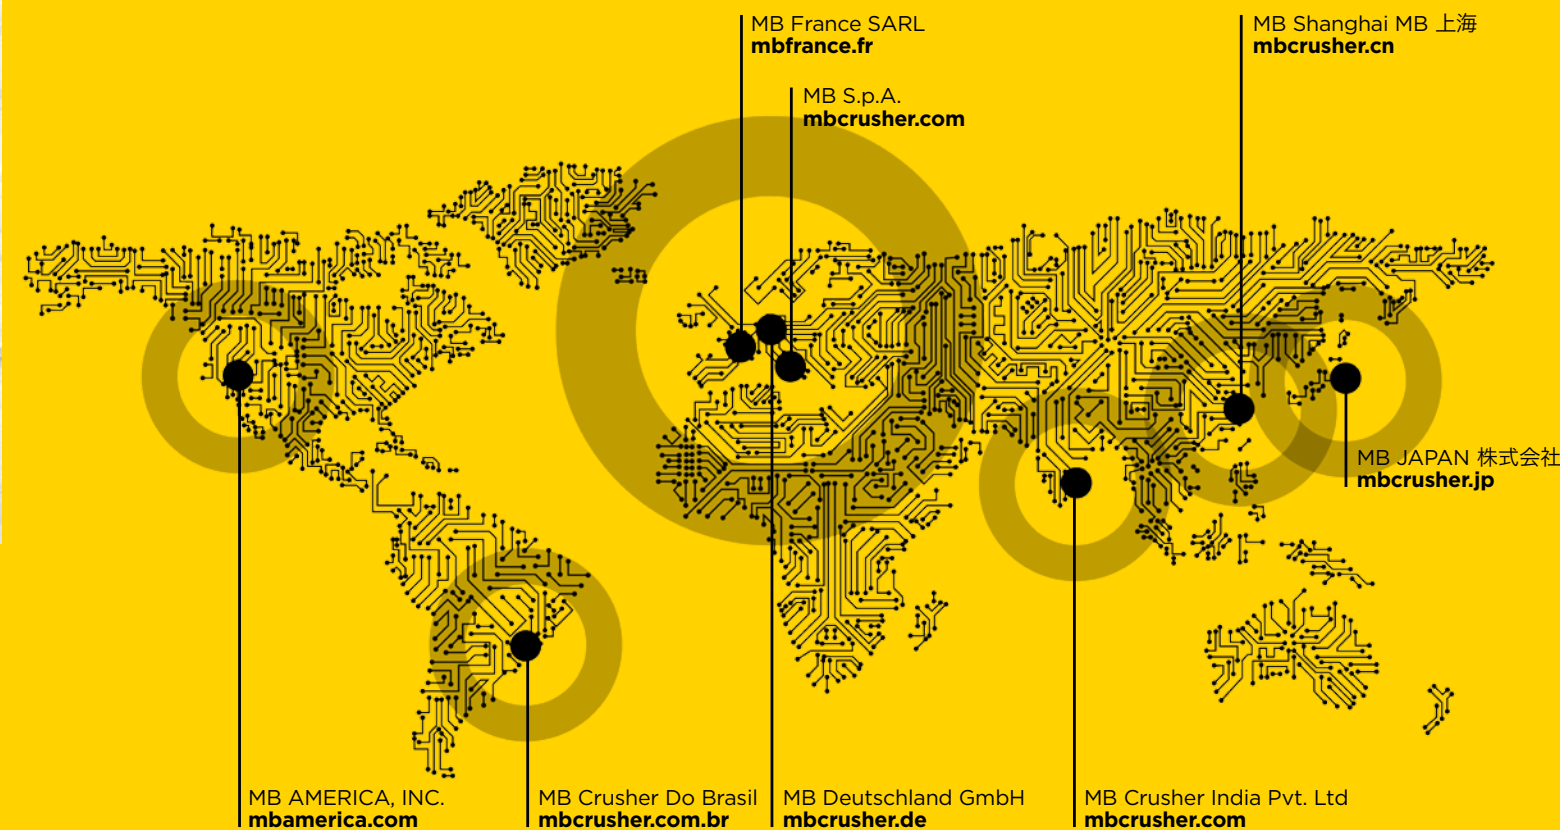 MB France SARL
mbfrance.fr
MB Shanghai MB 上海
mbcrusher.cn
MB S.p.A.
mbcrusher.com
MB JAPAN 株式会社
mbcrusher.jp
MB AMERICA, INC.
mbamerica.com
MB Crusher Do Brasil
mbcrusher.com.br
MB Deutschland GmbH
mbcrusher.de
MB Crusher India Pvt. Ltd
mbcrusher.com